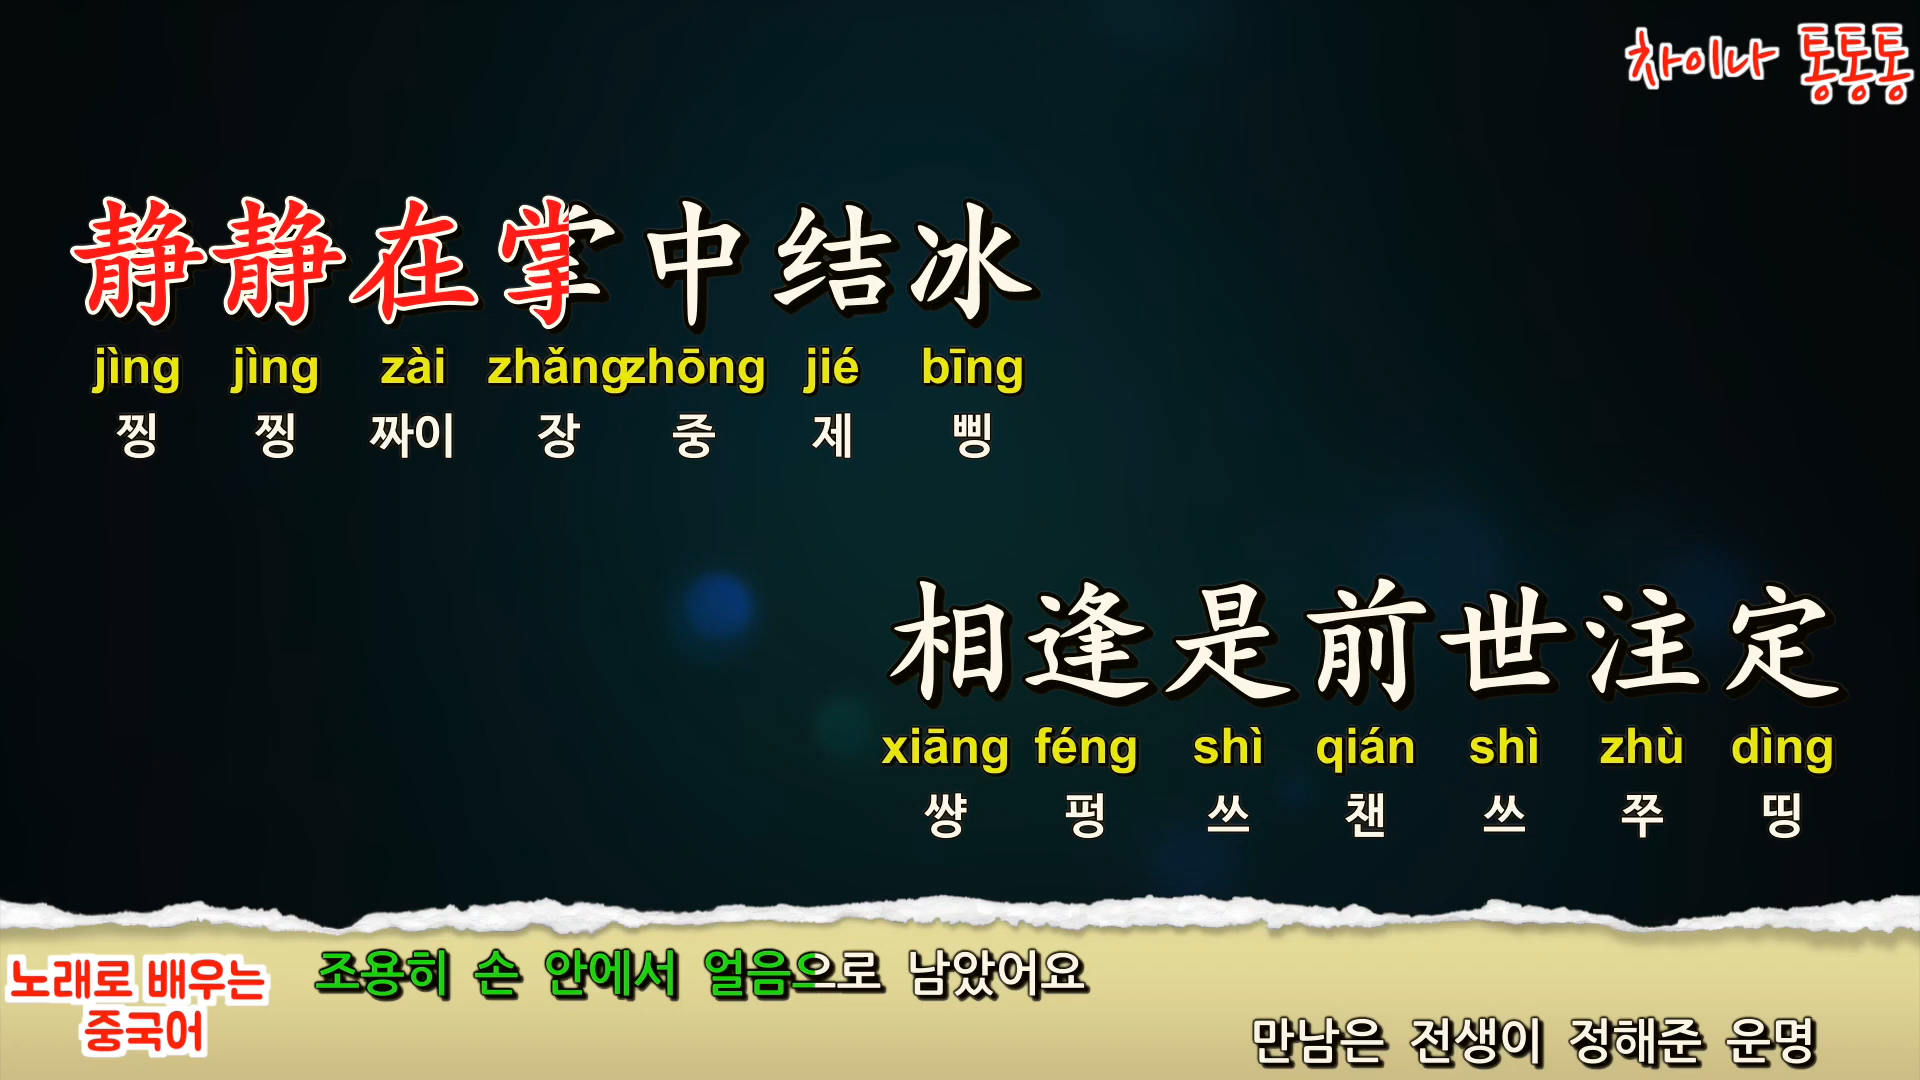 차이나 통통통
静静在掌中结冰
jìng jìng zài zhǎng zhōng jié bīng
찡 찡 짜이 장 중 제 삥
相逢是前世注定
xiāng féng shì qián shì zhù dìng
썅 펑 쓰 챈 쓰 쭈 띵
노래로 배우는
중국어
조용히 손 안에서 얼음으로 남았어요
만남은 전생이 정해준 운명